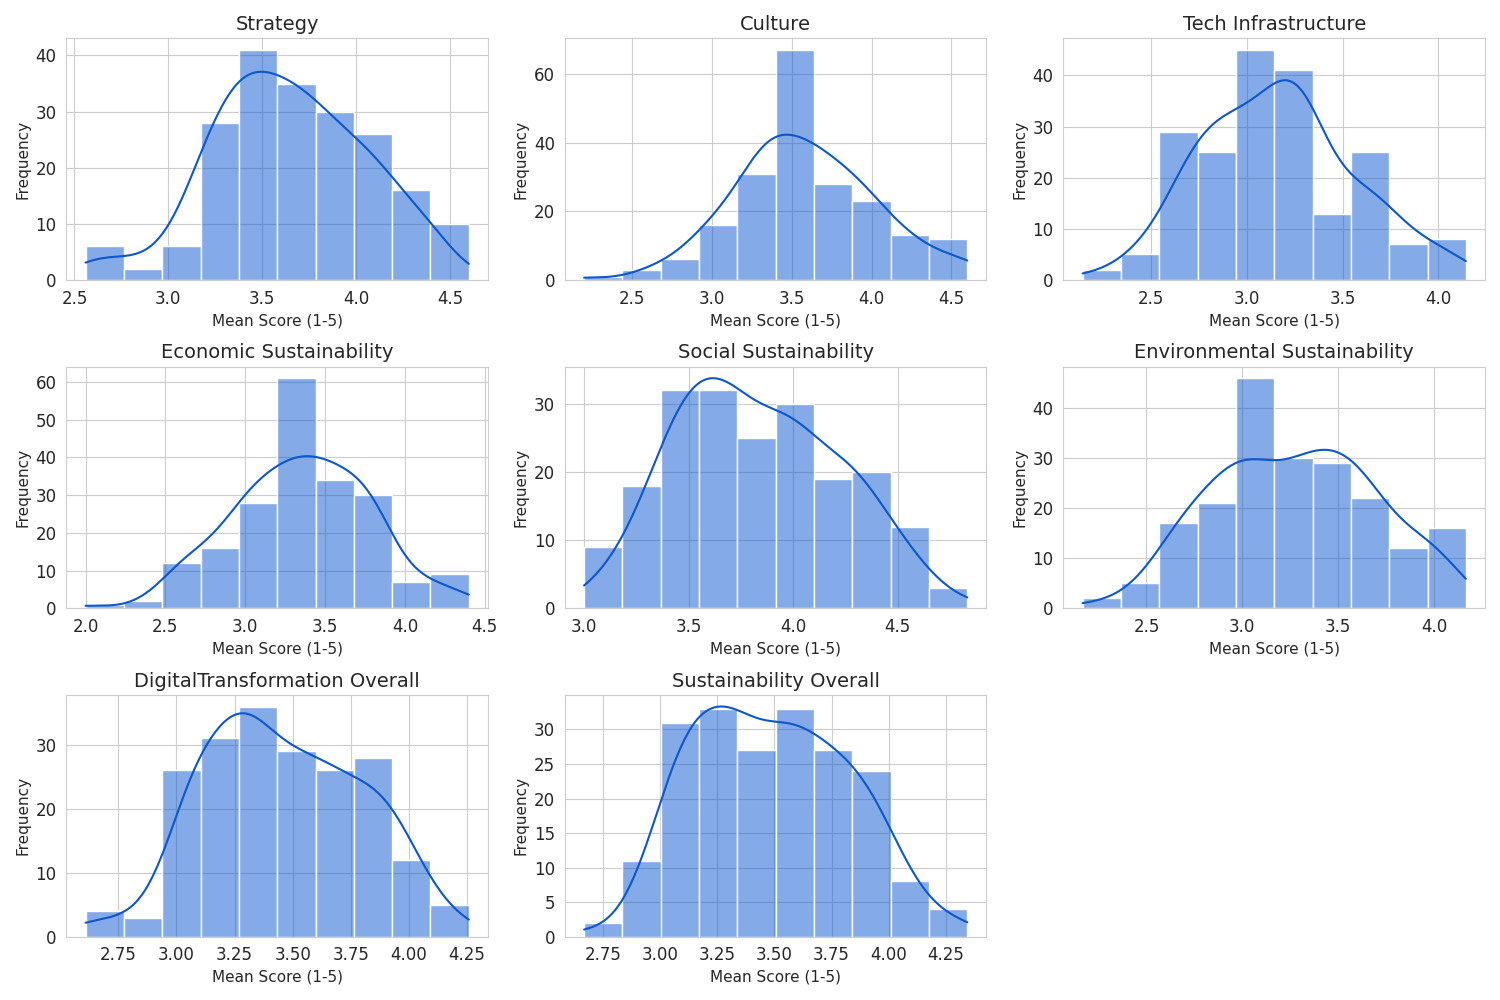 Strategy
Culture
Tech Infrastructure
40
30
20
10
0
Frequency
2.5 3.0 3.5 4.0 4.5
Mean Score (1-5)
60
40
20
0
Frequency
2.5 3.0 3.5 4.0 4.5
Mean Score (1-5)
40
30
20
10
0
Frequency
2.5 3.0 3.5 4.0
Mean Score (1-5)
Economic Sustainability
Social Sustainability
Environmental Sustainability
60
50
40
30
20
10
0
Frequency
2.0 2.5 3.0 3.5 4.0 4.5
Mean Score (1-5)
30
20
10
0
Frequency
3.0 3.5 4.0 4.5
Mean Score (1-5)
40
30
20
10
0
Frequency
2.5 3.0 3.5 4.0
Mean Score (1-5)
DigitalTransformation Overall
Sustainability Overall
30
20
10
0
Frequency
2.75 3.00 3.25 3.50 3.75 4.00 4.25
Mean Score (1-5)
30
25
20
15
10
5
0
Frequency
2.75 3.00 3.25 3.50 3.75 4.00 4.25
Mean Score (1-5)